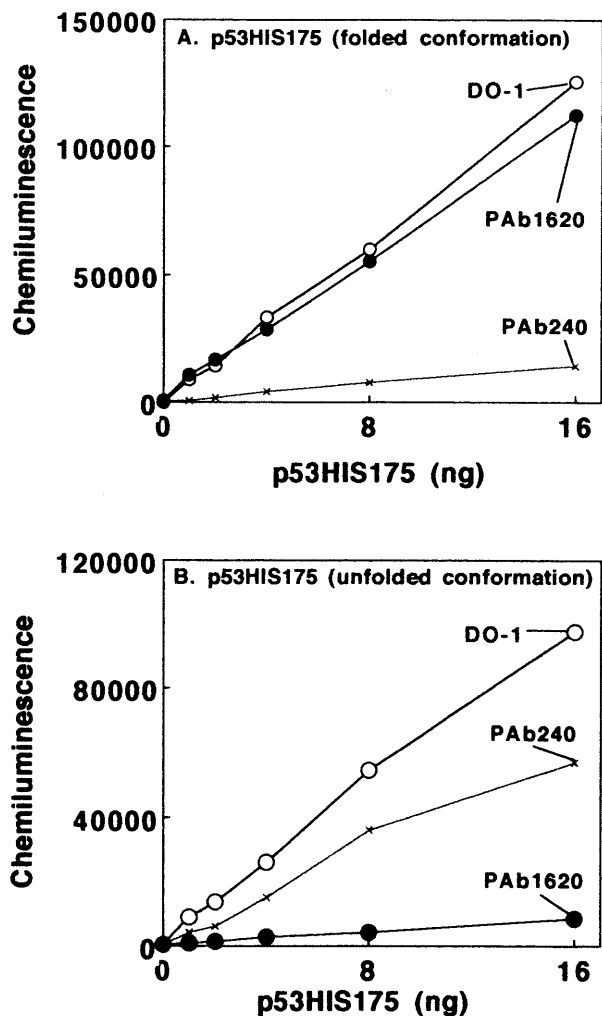 150000
A. p53HIS175 (folded conformation)
DO-1
100000
PAb1620
50000
PAb240
0
0 8 16
Chemiluminescence
p53HIS175 (ng)
120000
B. p53HIS175 (unfolded conformation)
DO-1
80000
PAb240
40000
PAb1620
0
0 8 16
Chemiluminescence
p53HIS175 (ng)